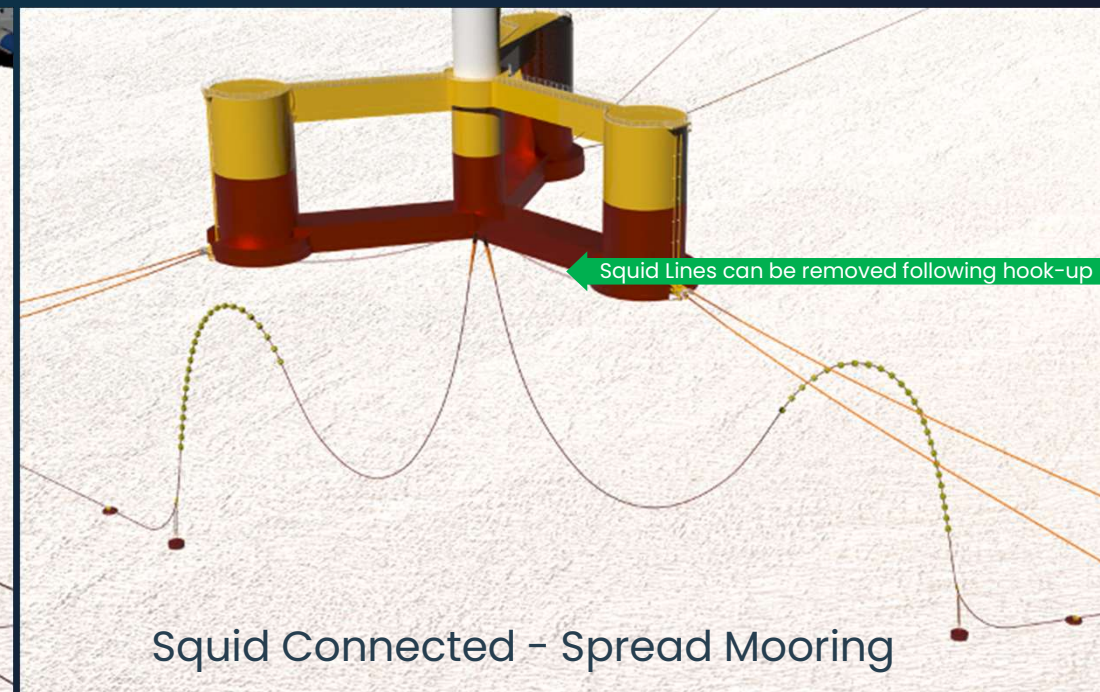 Squid Lines can be removed following hook-up
Squid Connected - Spread Mooring